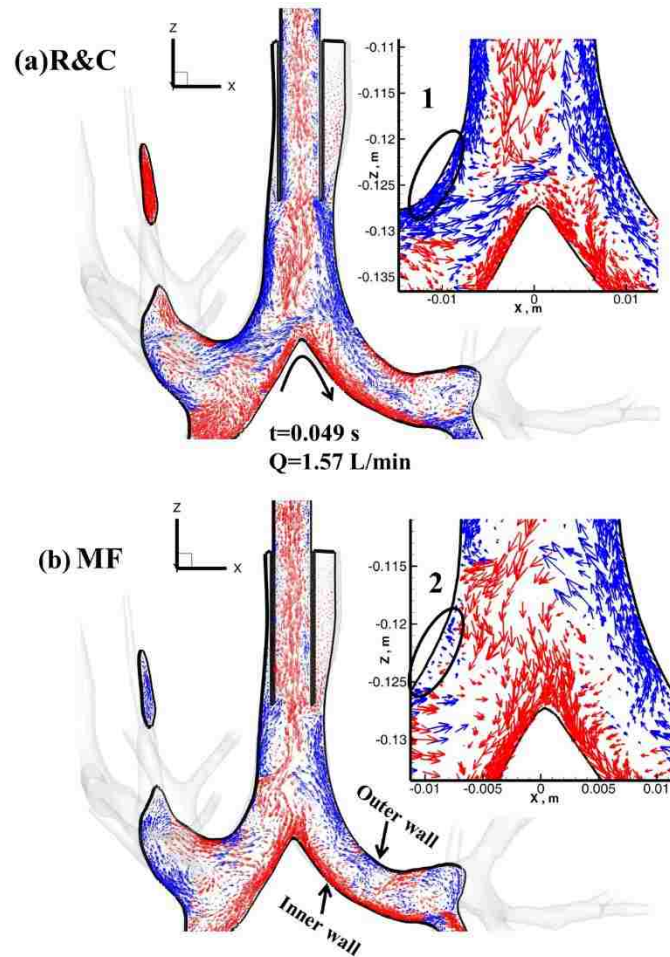 (a)R&C
Z
X
1
-0.11
-0.115
-0.12
Z, m
-0.125
-0.13
-0.135
-0.01
0
0.01
X, m
t=0.049 s
Q=1.57 L/min
(b) MF
Z
X
2
-0.115
-0.12
Z, m
-0.125
-0.13
-0.01
-0.005
0
0.005
0.01
X, m
Outer wall
Inner wall